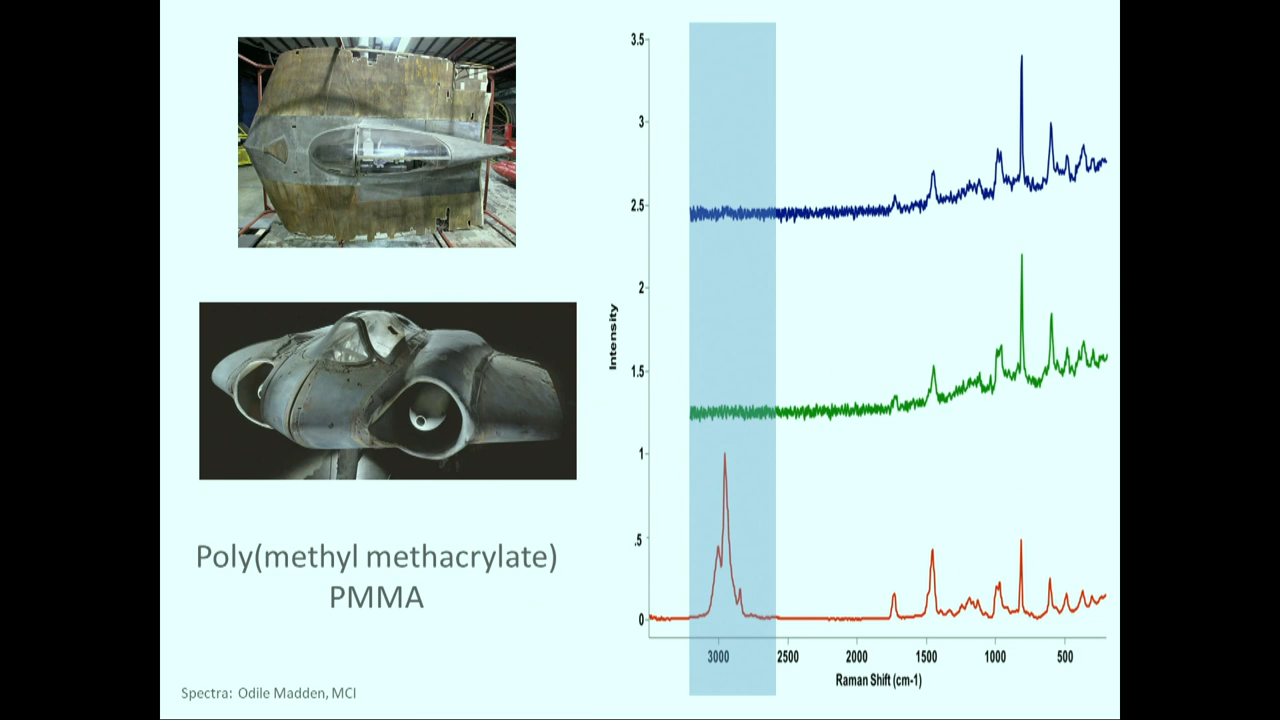 Poly(methyl methacrylate)
PMMA
Spectra: Odile Madden, MCI
3.5
3
2.5
2
1.5
1
.5
0
Intensity
3000 2500 2000 1500 1000 500
Raman Shift (cm-1)